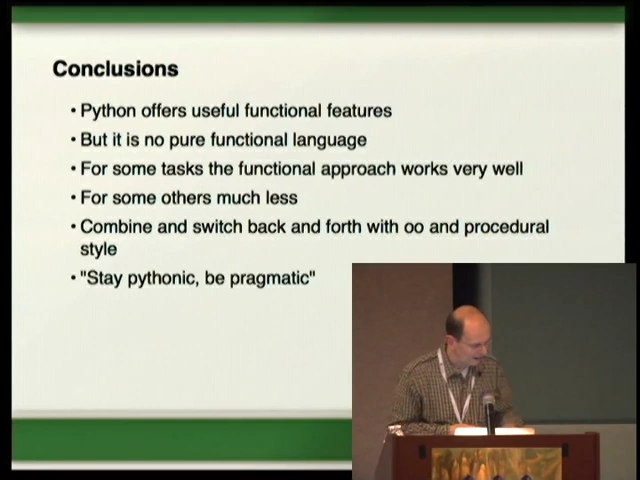 Conclusions
• Python offers useful functional features
• But it is no pure functional language
• For some tasks the functional approach works very well
• For some others much less
• Combine and switch back and forth with oo and procedural
style
• "Stay pythonic, be pragmatic"